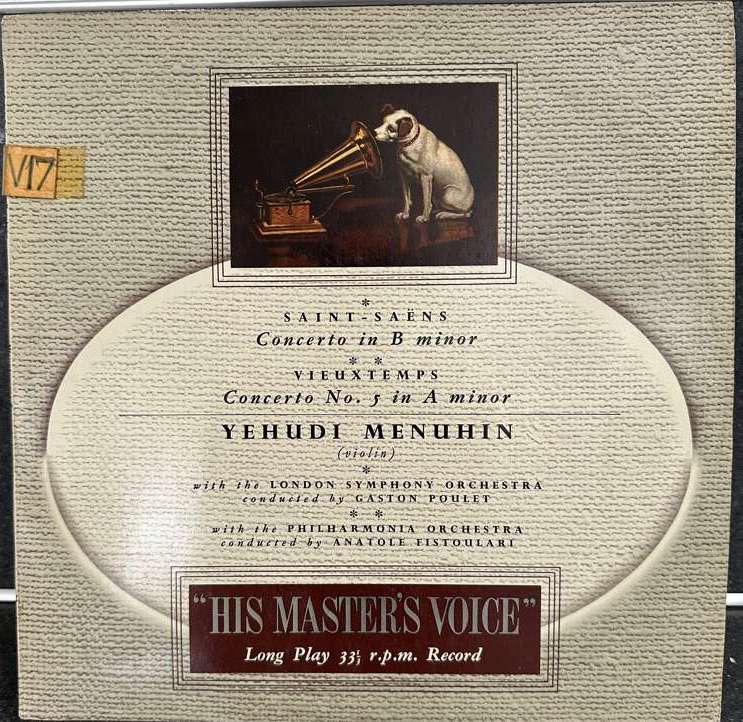 V17
*
SAINT-SAËNS
Concerto in B minor
* *
VIEUXTEMPS
Concerto No. 5 in A minor
YEHUDI MENUHIN
(violin)
*
with the LONDON SYMPHONY ORCHESTRA
conducted by GASTON POULET
* *
with the PHILHARMONIA ORCHESTRA
conducted by ANATOLE FISTOULARI
"HIS MASTER'S VOICE"
Long Play 33⅓ r.p.m. Record